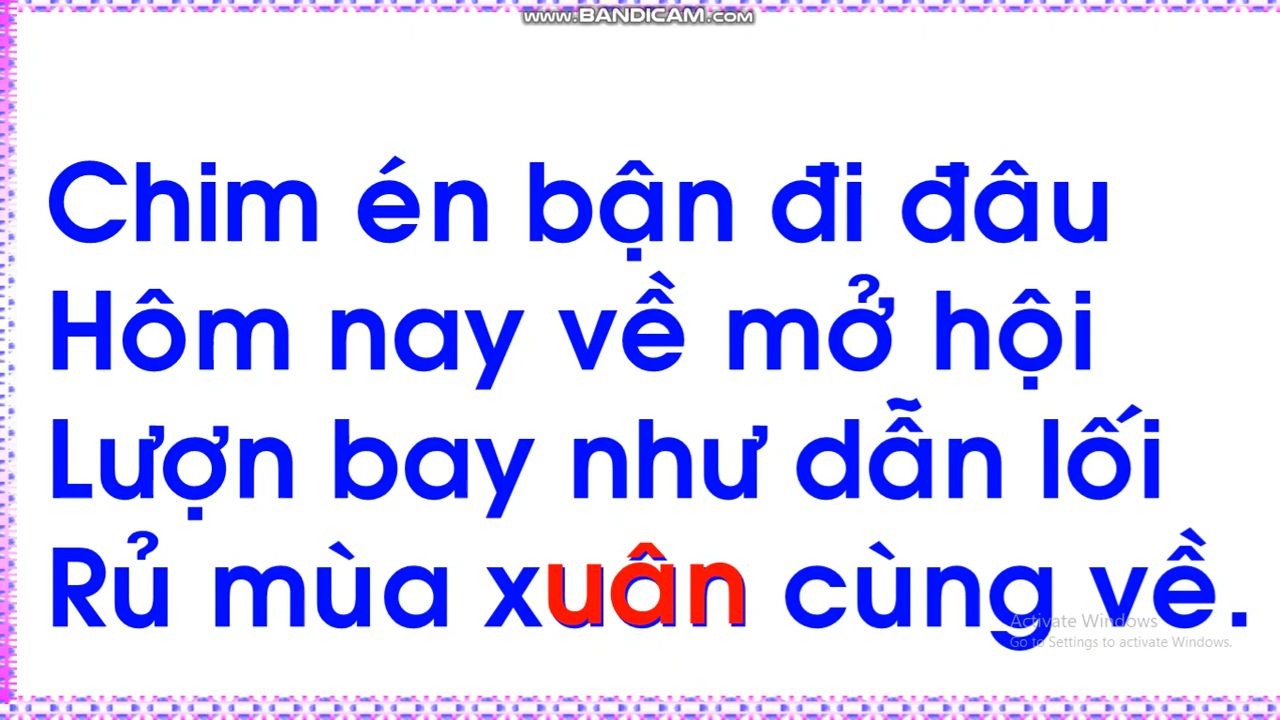 www.BANDICAM.com
Chim én bận đi đâu
Hôm nay về mở hội
Lượn bay như dẫn lối
Rủ mùa xuân cùng về.
Activate Windows
Go to Settings to activate Windows.